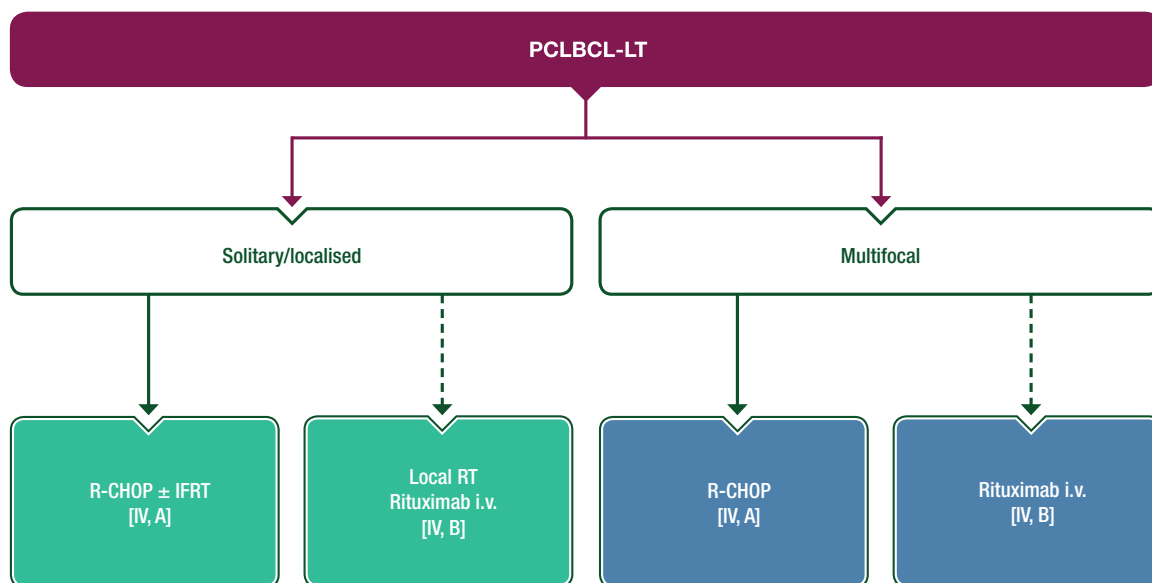 PCLBCL-LT
Solitary/localised
Multifocal
R-CHOP ± IFRT
[IV, A]
Local RT
Rituximab i.v.
[IV, B]
R-CHOP
[IV, A]
Rituximab i.v.
[IV, B]